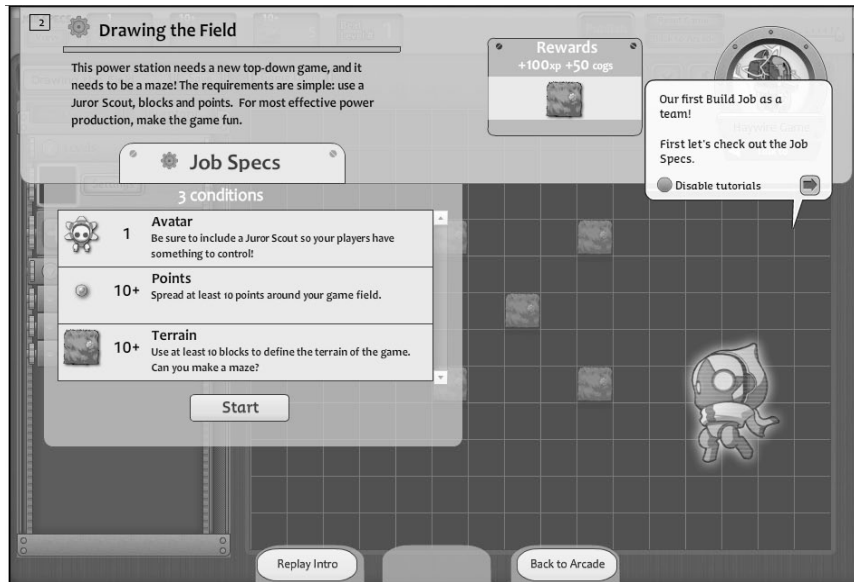 2
Drawing the Field
This power station needs a new top-down game, and it
needs to be a maze! The requirements are simple: use a
Juror Scout, blocks and points. For most effective power
production, make the game fun.
Rewards
+100xp +50 cogs
Our first Build Job as a
team!
First let's check out the Job
Specs.
Disable tutorials
Job Specs
3 conditions
1
Avatar
Be sure to include a Juror Scout so your players have
something to control!
10+
Points
Spread at least 10 points around your game field.
10+
Terrain
Use at least 10 blocks to define the terrain of the game.
Can you make a maze?
Start
Replay Intro
Back to Arcade